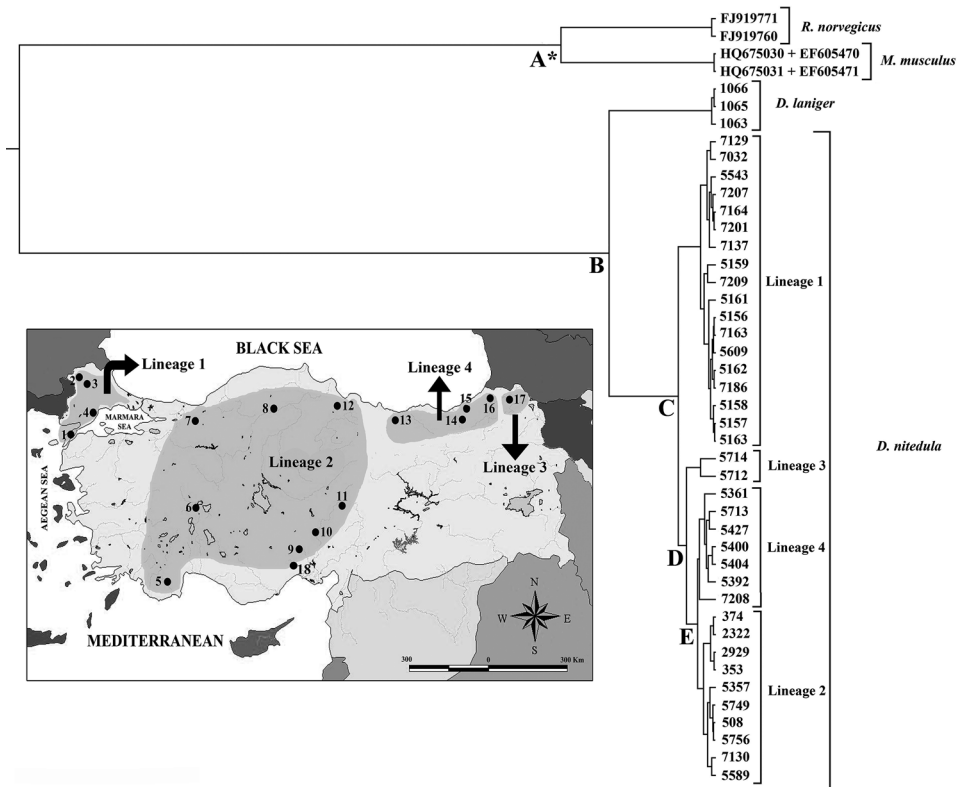 FJ919771
FJ919760
R. norvegicus
A*
HQ675030 + EF605470
HQ675031 + EF605471
M. musculus
1066
1065
1063
D. laniger
B
7129
7032
5543
7207
7164
7201
7137
5159
7209
5161
5156
7163
5609
5162
7186
5158
5157
5163
Lineage 1
C
D. nitedula
5714
5712
Lineage 3
D
5361
5713
5427
5400
5404
5392
7208
Lineage 4
E
374
2322
2929
353
5357
5749
508
5756
7130
5589
Lineage 2
BLACK SEA
Lineage 1
Lineage 4
2
3
4
1
MARMARA
SEA
7
8
12
13
15
14
16
17
Lineage 2
Lineage 3
AEGEAN SEA
6
11
10
9
18
5
MEDITERRANEAN
N
W
E
S
300
0
300 Km